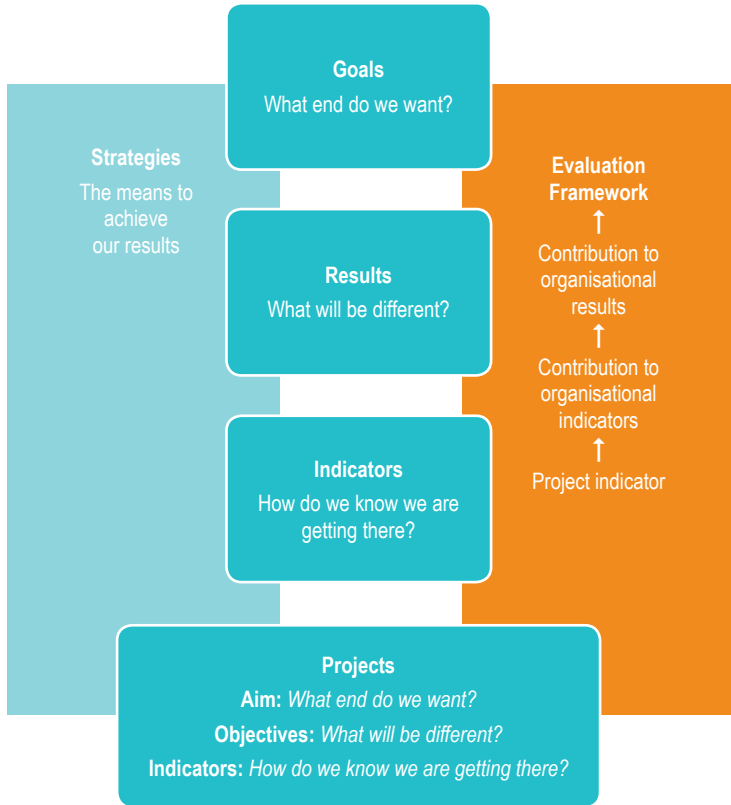 Goals
What end do we want?
Strategies
The means to
achieve
our results
Results
What will be different?
Indicators
How do we know we are
getting there?
Evaluation
Framework
↑
Contribution to
organisational
results
↑
Contribution to
organisational
indicators
↑
Project indicator
Projects
Aim: What end do we want?
Objectives: What will be different?
Indicators: How do we know we are getting there?